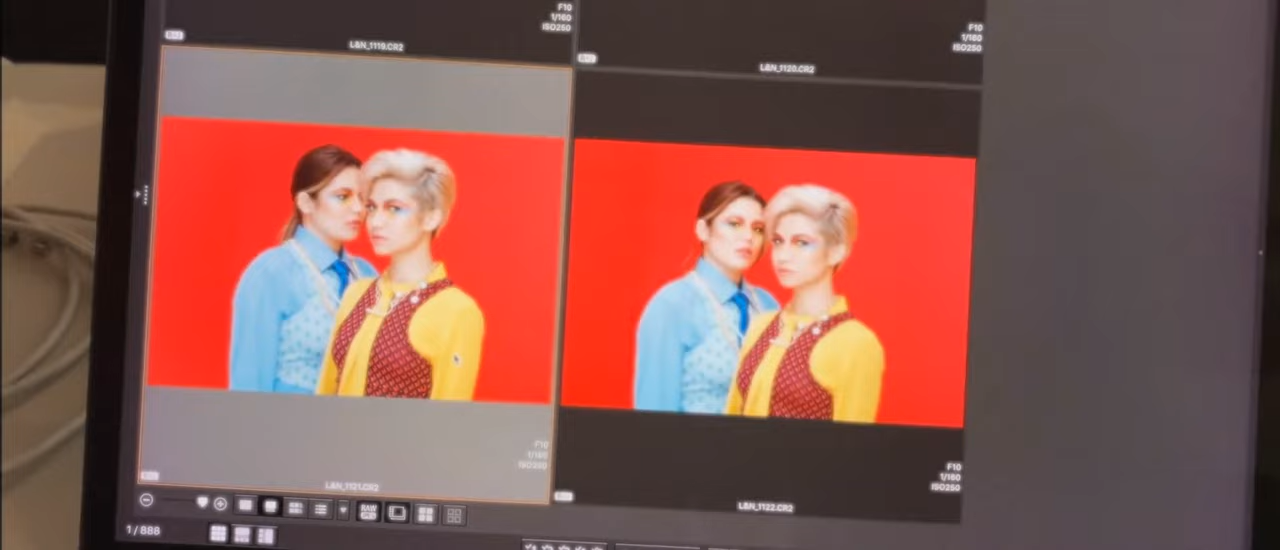 F10
1/160
ISO250
F10
1/160
ISO250
L&N_1119.CR2
L&N_1120.CR2
F10
1/160
ISO250
F10
1/160
ISO250
L&N_1121.CR2
L&N_1122.CR2
RAW
1/888